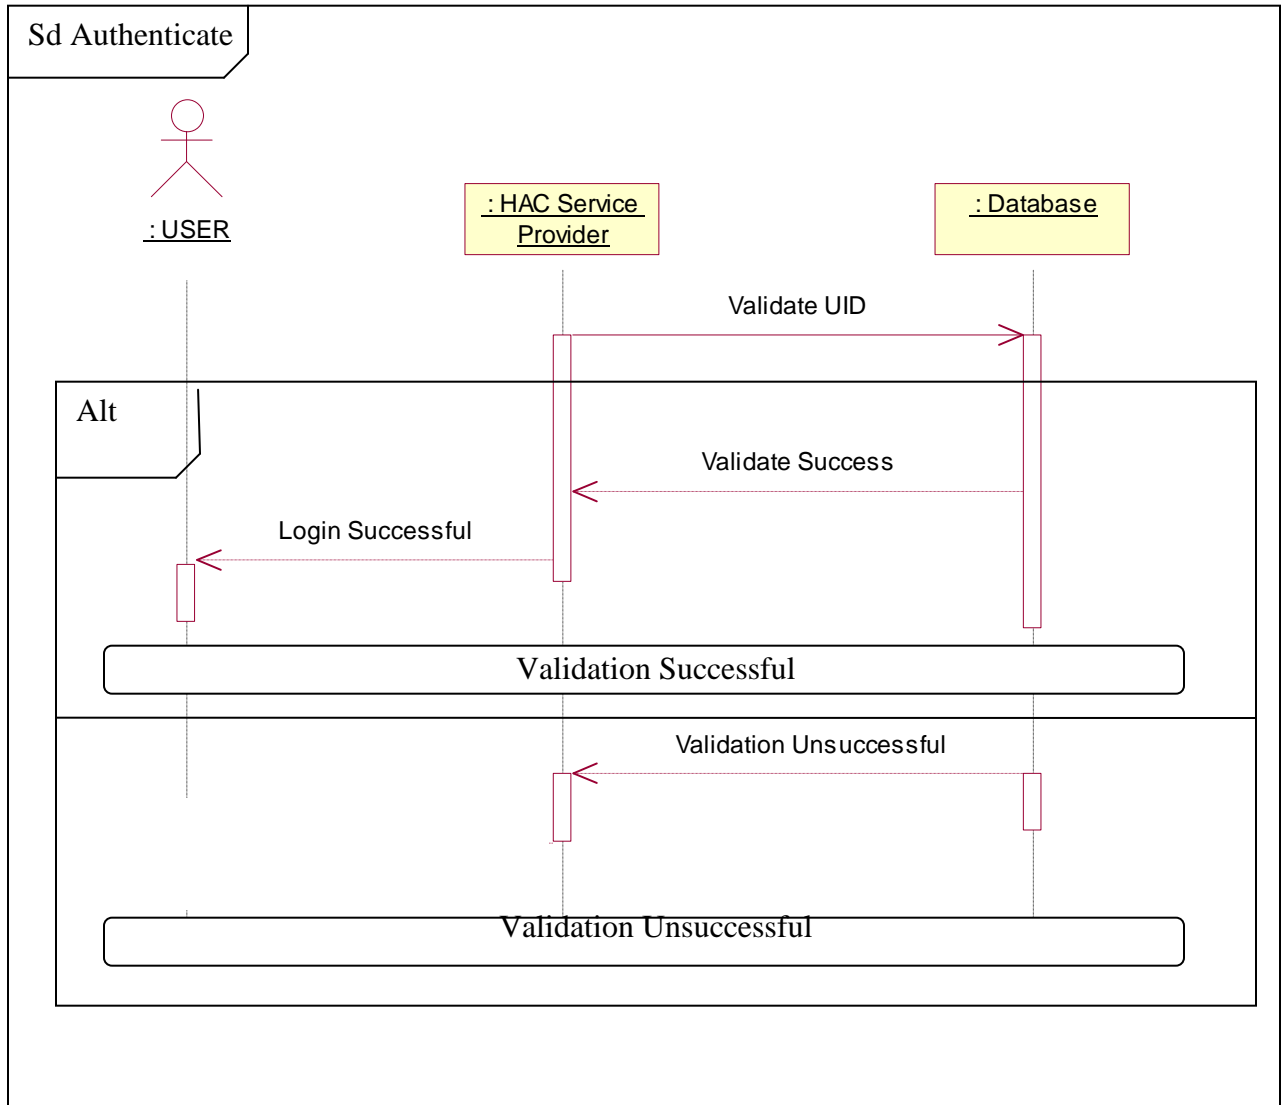 Sd Authenticate
: USER
: HAC Service
Provider
: Database
Validate UID
Alt
Validate Success
Login Successful
Validation Successful
Validation Unsuccessful
Validation Unsuccessful